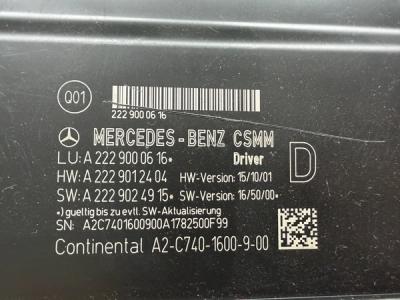 Q01
222 900 06 16
MERCEDES-BENZ CSMM
L.U: A 222 900 0 6 16• Driver
D
HW: A 222 901 24 04 HW-Version: 15/10/01
SW: A 222 902 49 15• SW-Version: 16/50/00•
•) gueltig bis zu evtl. SW-Aktualisierung
SN: A2C7401600900A1782500F99
Continental A2-C740-1600-9-00